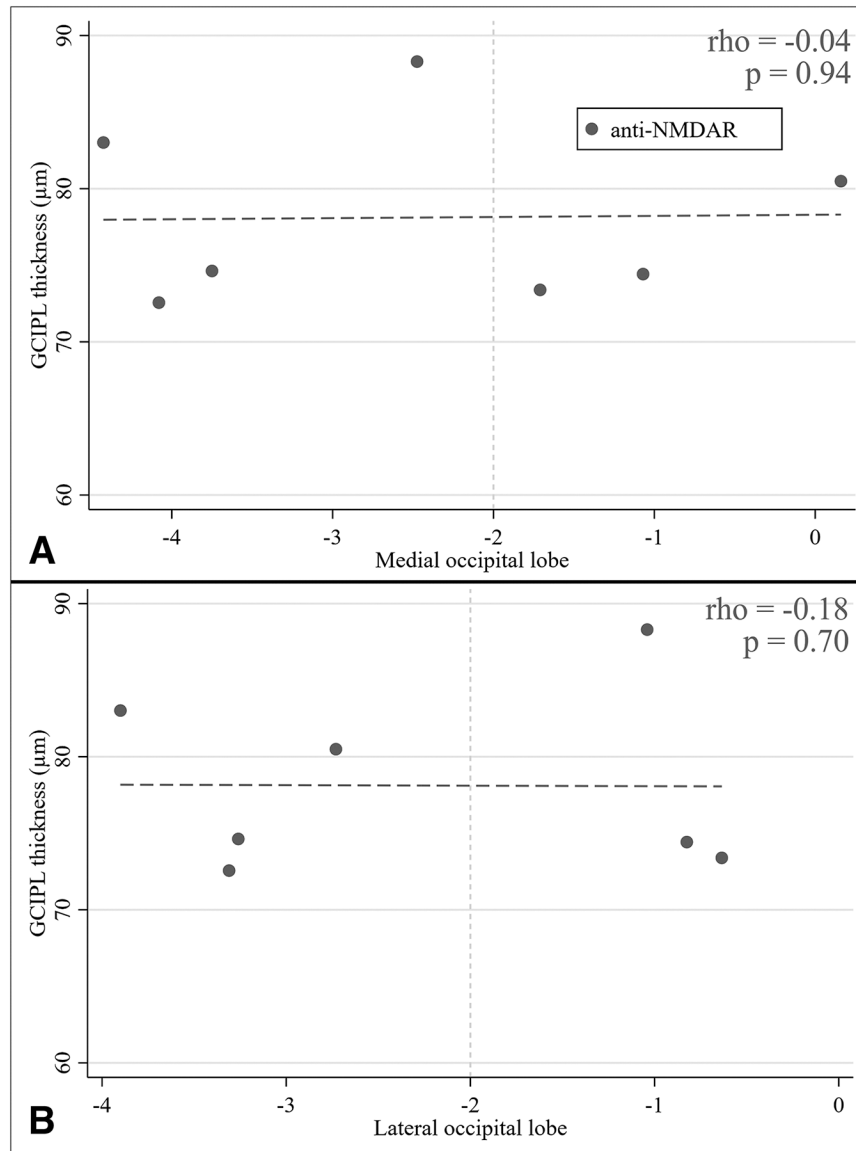 rho = -0.04
p = 0.94
anti-NMDAR
GCIPL thickness (µm)
90
80
70
60
-4 -3 -2 -1 0
Medial occipital lobe
A
rho = -0.18
p = 0.70
GCIPL thickness (µm)
90
80
70
60
-4 -3 -2 -1 0
Lateral occipital lobe
B